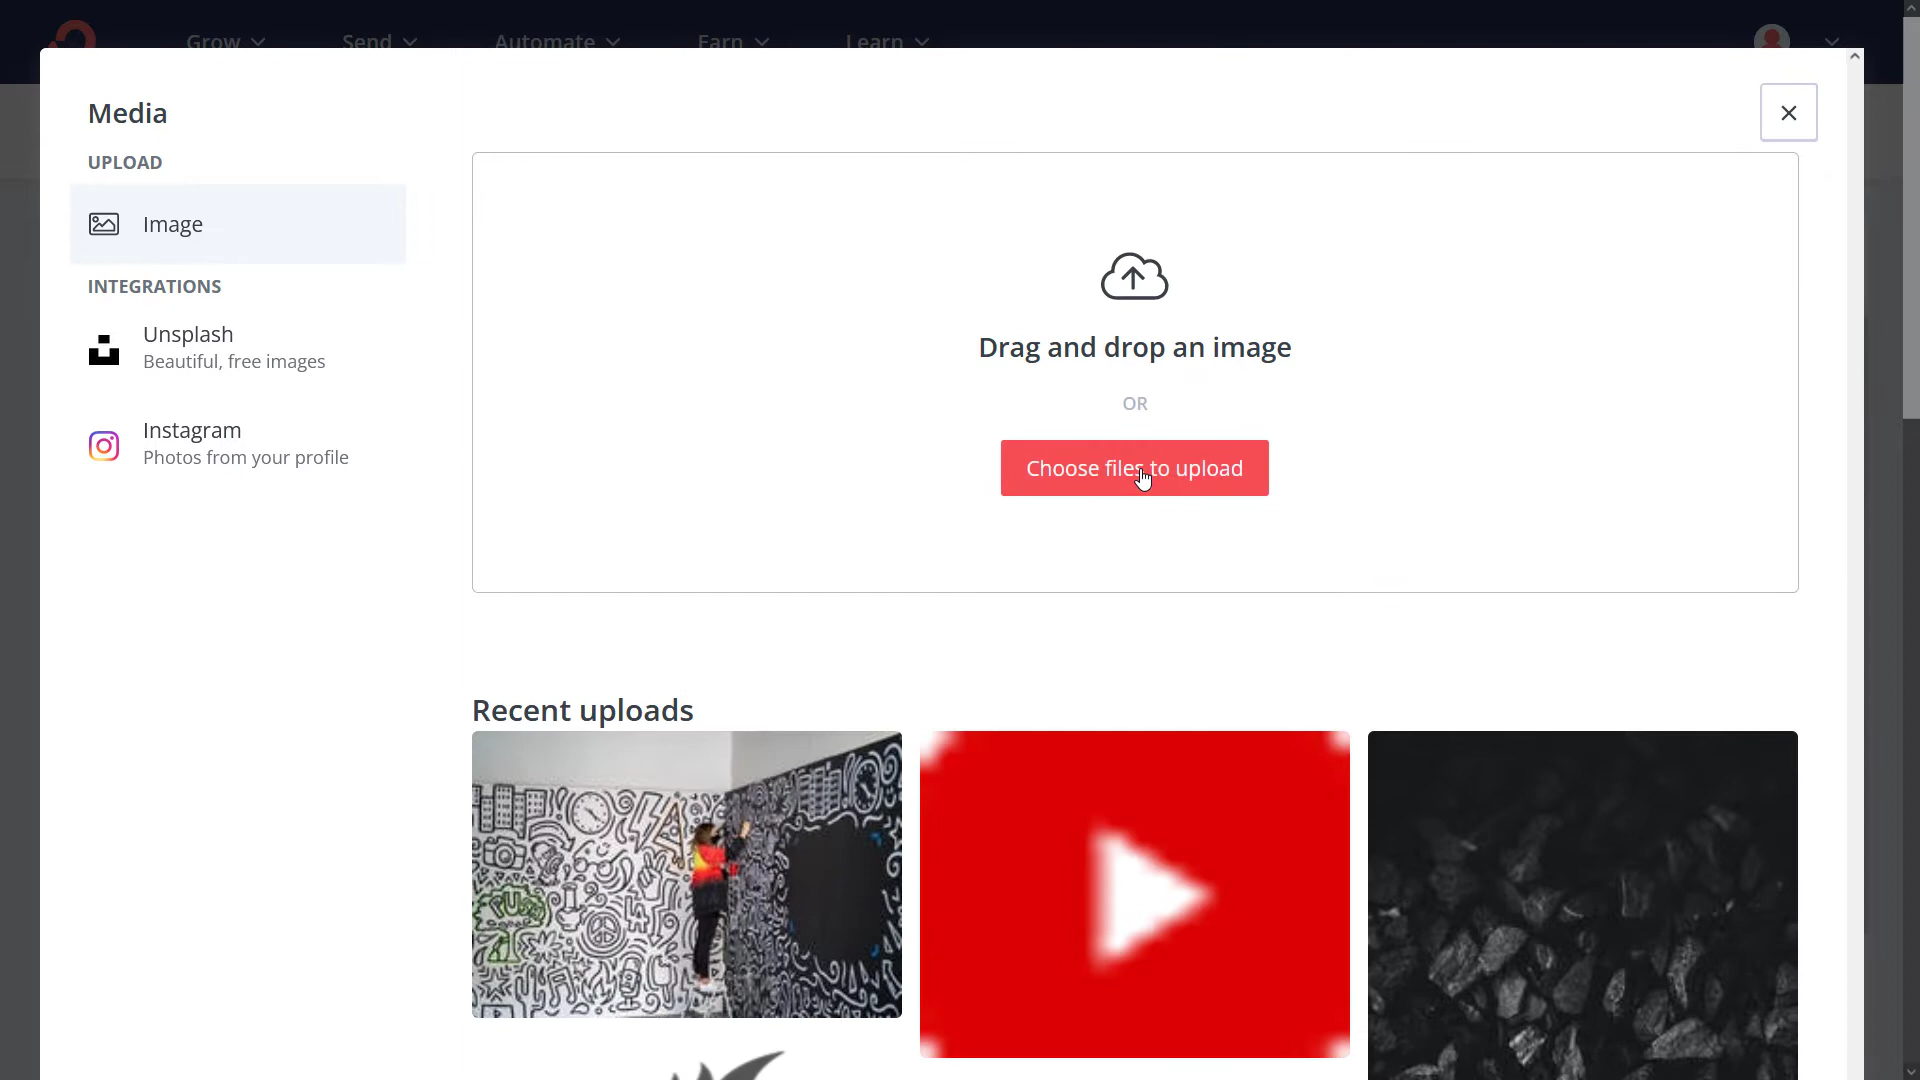 Grow
Send
Automate
Earn
Learn
Media
UPLOAD
Image
INTEGRATIONS
Unsplash
Beautiful, free images
Instagram
Photos from your profile
Drag and drop an image
OR
Choose files to upload
Recent uploads